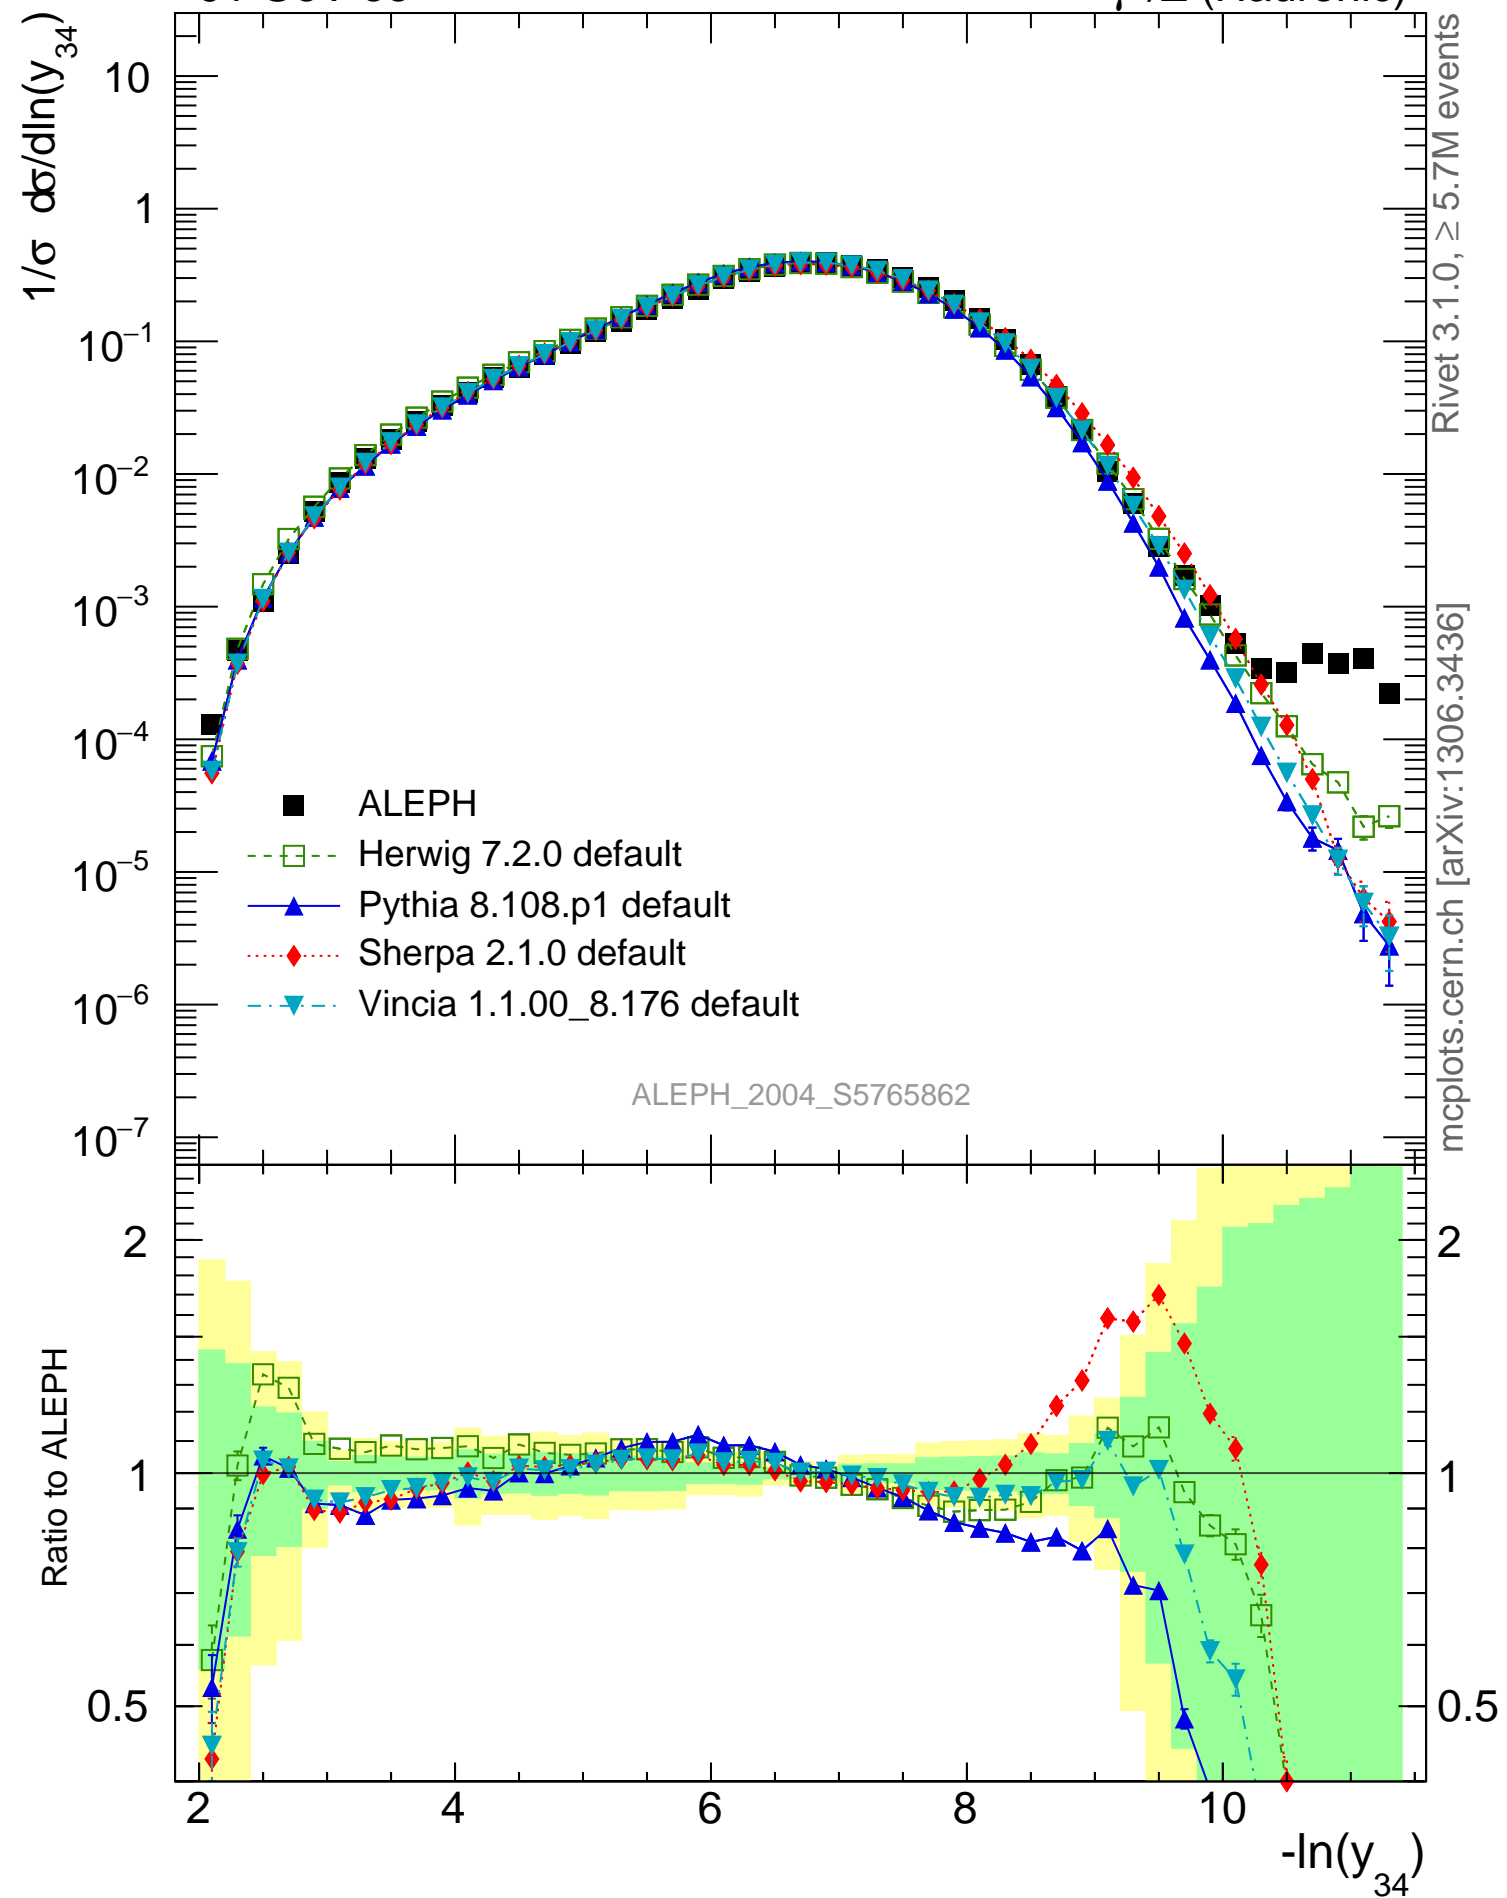 1/σ dσ/dln(y34)
10
1
10−1
10−2
10−3
10−4
10−5
10−6
10−7
ALEPH
Herwig 7.2.0 default
Pythia 8.108.p1 default
Sherpa 2.1.0 default
Vincia 1.1.00_8.176 default
ALEPH_2004_S5765862
Rivet 3.1.0, ≥ 5.7M events
mcplots.cern.ch [arXiv:1306.3436]
Ratio to ALEPH
2
1
0.5
2
1
0.5
2 4 6 8 10
-ln(y34)